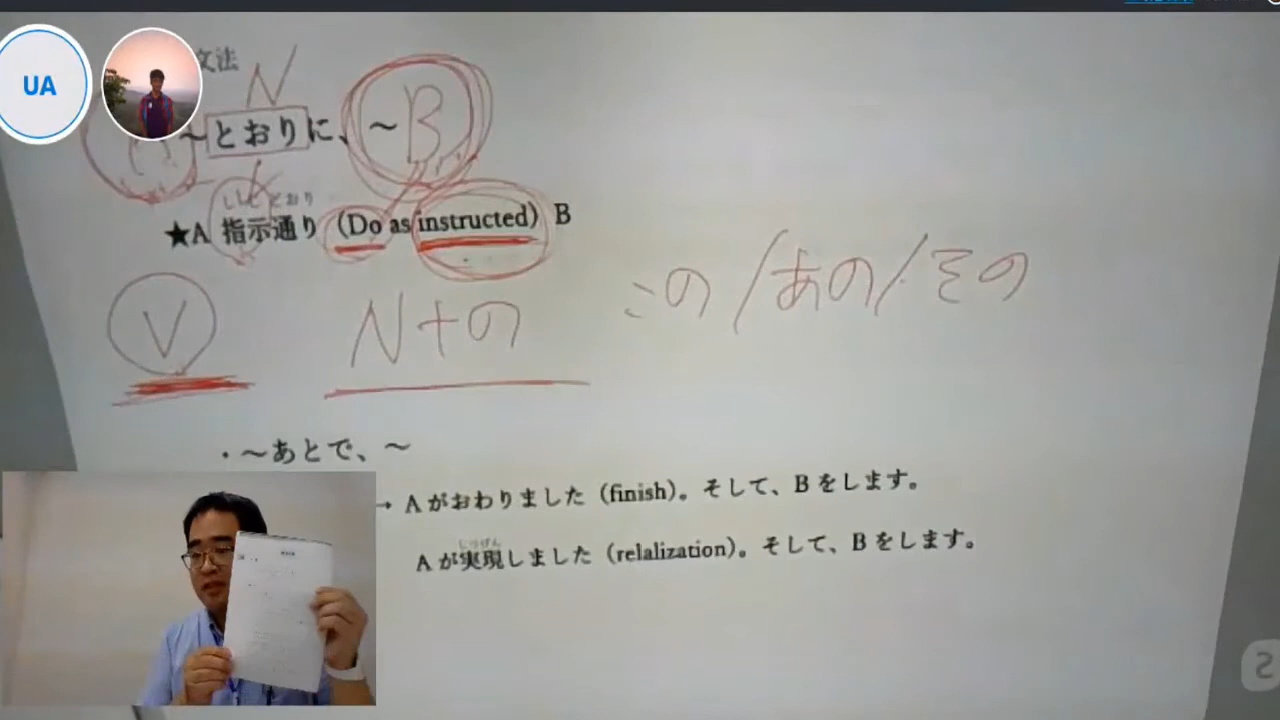 UA
文法
N
～とおりに、～ B
しじ とおり
★A 指示通り（Do as instructed）B
V N+の この/あの/その
・～あとで、～
→ A がおわりました（finish）。そして、B をします。
じつげん
A が実現しました（relalization）。そして、B をします。
2